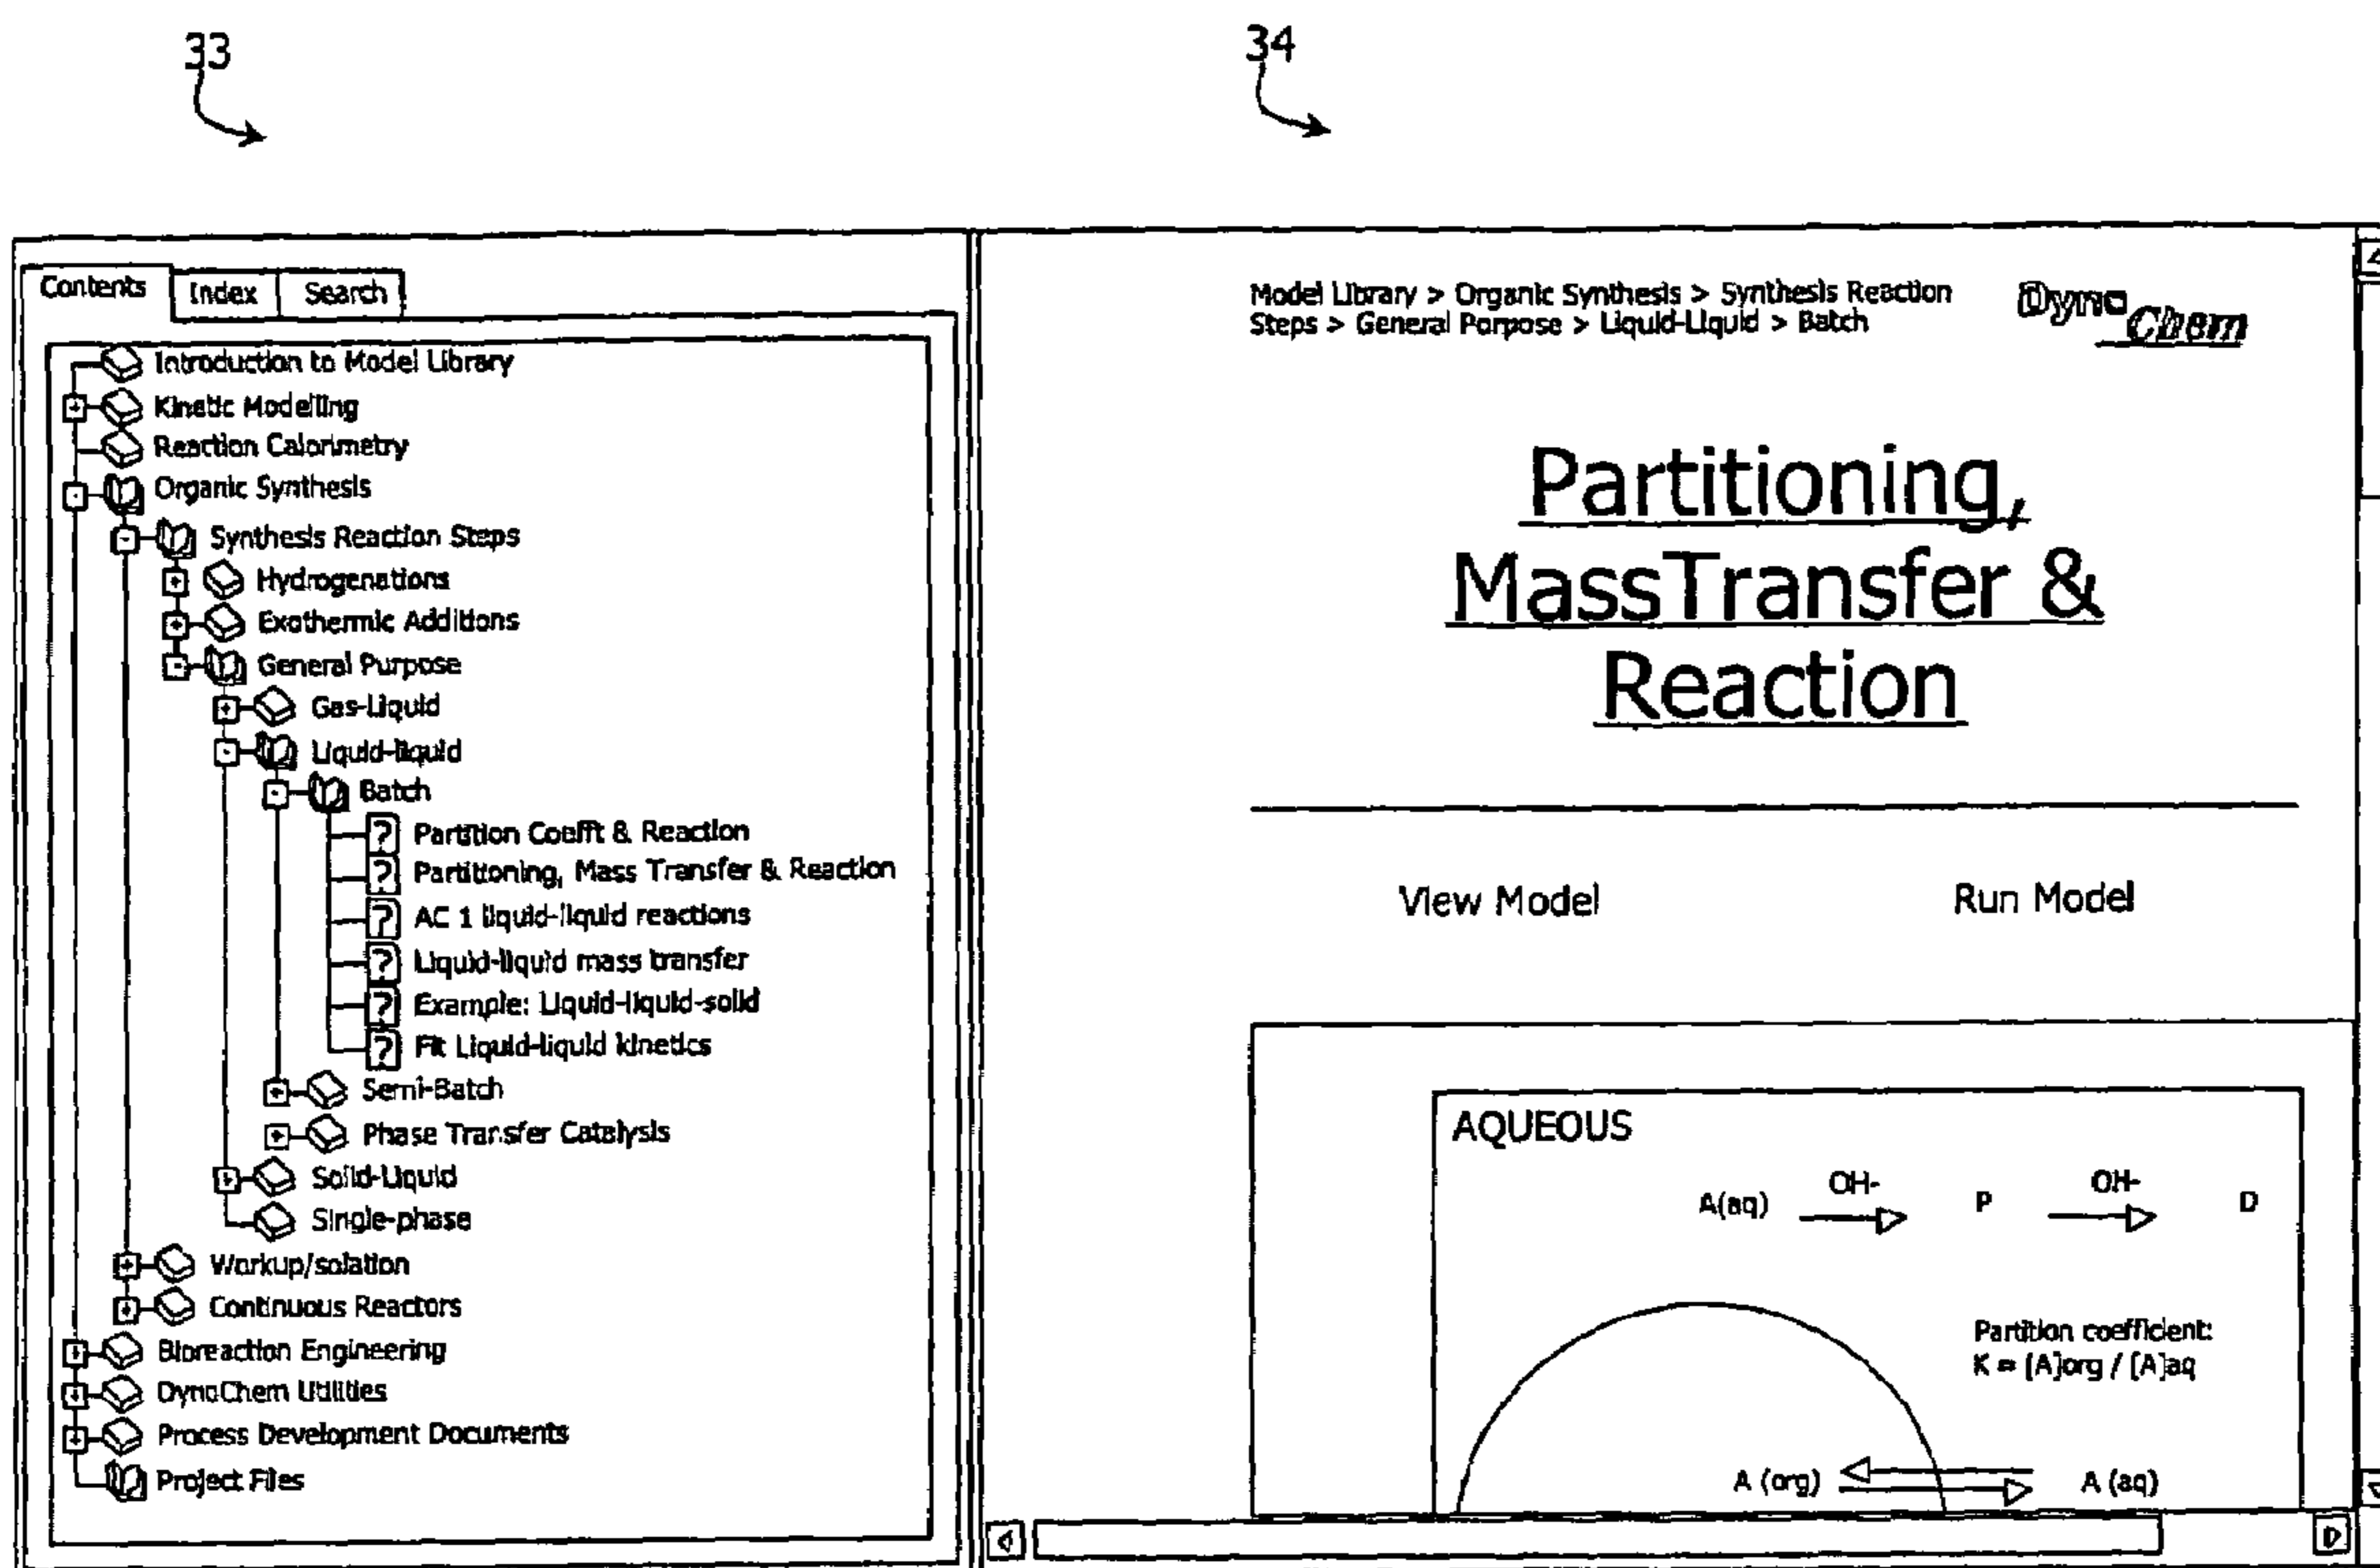 33
34
Contents
Index
Search
Introduction to Model Library
Kinetic Modelling
Reaction Calorimetry
Organic Synthesis
Synthesis Reaction Steps
Hydrogenations
Exothermic Additions
General Purpose
Gas-Liquid
Liquid-liquid
Batch
Partition Coefft & Reaction
Partitioning, Mass Transfer & Reaction
AC 1 liquid-liquid reactions
Liquid-liquid mass transfer
Example: Liquid-liquid-solid
Fit Liquid-liquid kinetics
Semi-Batch
Phase Transfer Catalysis
Solid-Liquid
Single-phase
Workup/solation
Continuous Reactors
Bioreaction Engineering
DynoChem Utilities
Process Development Documents
Project Files
Model Library > Organic Synthesis > Synthesis Reaction
Steps > General Porpose > Liquid-Liquid > Batch
Dyno
Chem
Partitioning,
MassTransfer &
Reaction
View Model
Run Model
AQUEOUS
A(aq) OH- P OH- D
Partition coefficient:
K = [A]org / [A]aq
A (org) A (aq)